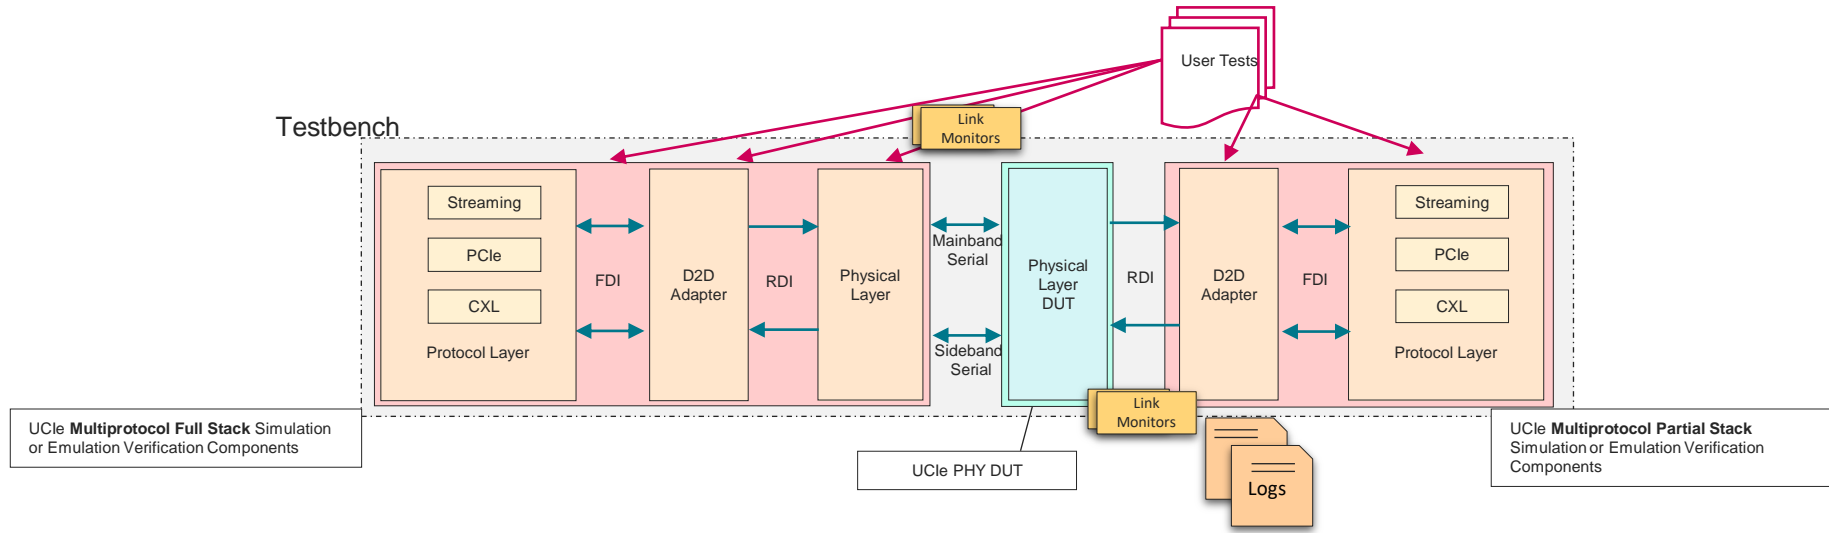 User Tests
Testbench
Link
Monitors
Streaming
PCIe
CXL
Protocol Layer
FDI
D2D
Adapter
RDI
Physical
Layer
Mainband
Serial
Sideband
Serial
Physical
Layer
DUT
RDI
D2D
Adapter
FDI
Streaming
PCIe
CXL
Protocol Layer
Link
Monitors
UCIe Multiprotocol Full Stack Simulation
or Emulation Verification Components
UCIe PHY DUT
Logs
UCIe Multiprotocol Partial Stack
Simulation or Emulation Verification
Components